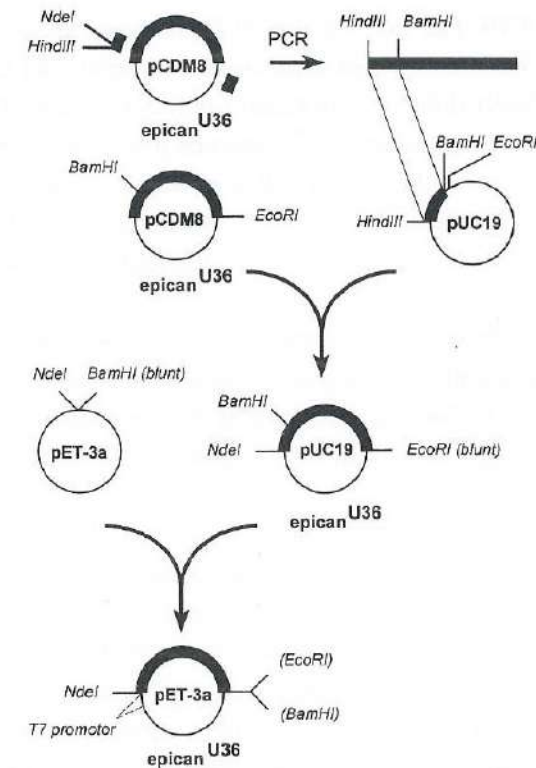 NdeI
HindIII
pCDM8
epican U36
PCR
HindIII BamHI
BamHI EcoRI
HindIII
pUC19
BamHI
pCDM8
EcoRI
epican U36
NdeI BamHI (blunt)
pET-3a
BamHI
NdeI
pUC19
EcoRI (blunt)
epican U36
NdeI
pET-3a
(EcoRI)
(BamHI)
T7 promotor
epican U36